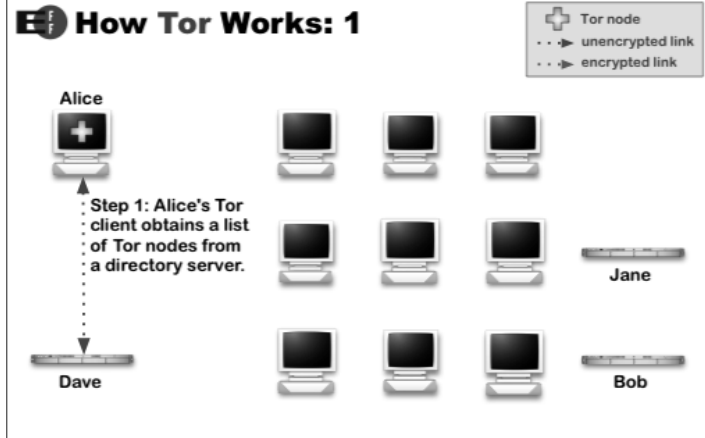 EFF How Tor Works: 1
Tor node
unencrypted link
encrypted link
Alice
Step 1: Alice's Tor
client obtains a list
of Tor nodes from
a directory server.
Jane
Dave
Bob